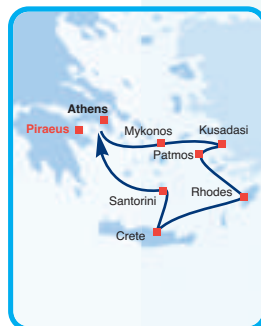 Athens
Piraeus
Mykonos
Kusadasi
Patmos
Rhodes
Santorini
Crete